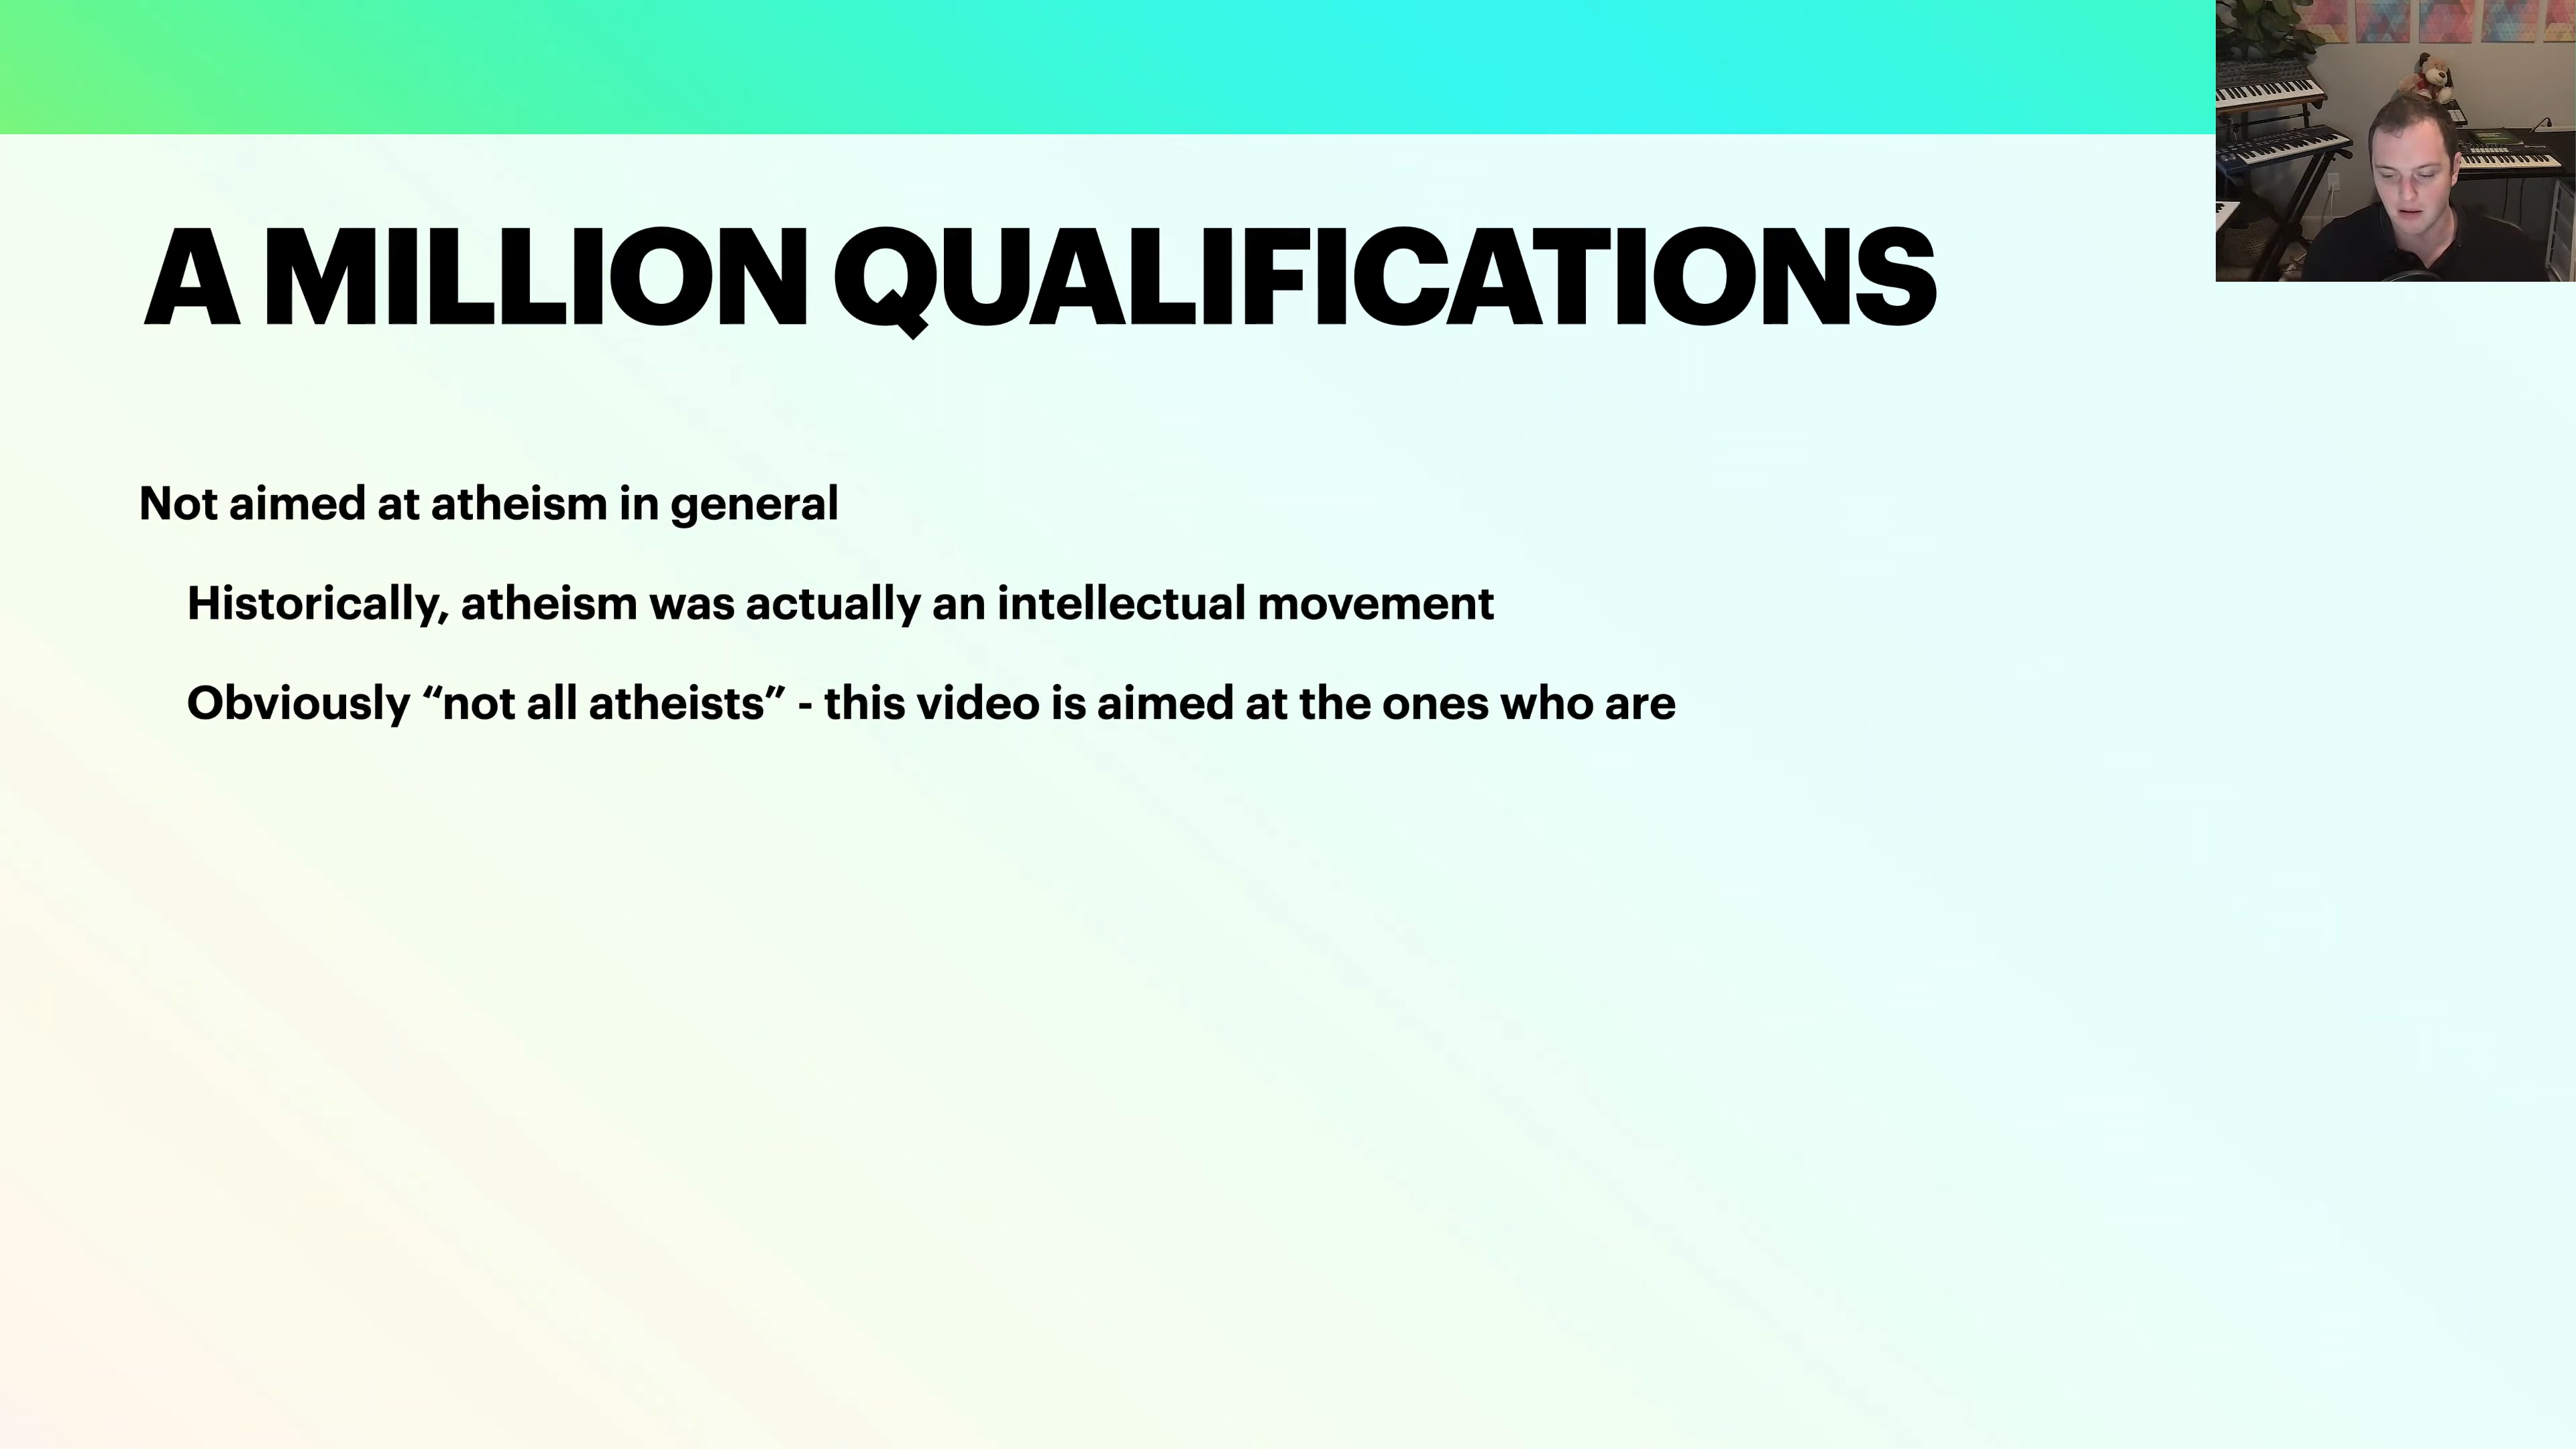 A MILLION QUALIFICATIONS
Not aimed at atheism in general
Historically, atheism was actually an intellectual movement
Obviously “not all atheists” - this video is aimed at the ones who are